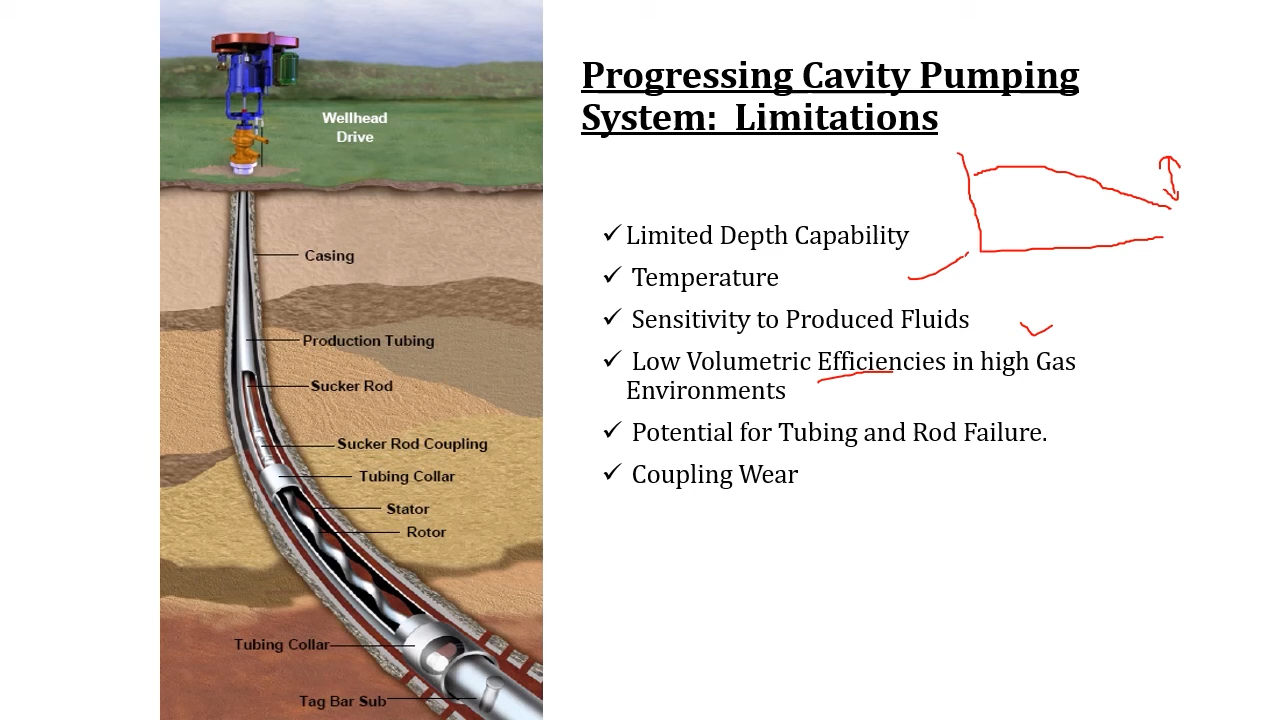 Progressing Cavity Pumping
System: Limitations
Wellhead
Drive
Casing
Production Tubing
Sucker Rod
Sucker Rod Coupling
Tubing Collar
Stator
Rotor
Tubing Collar
Tag Bar Sub
✓ Limited Depth Capability
✓ Temperature
✓ Sensitivity to Produced Fluids
✓ Low Volumetric Efficiencies in high Gas
Environments
✓ Potential for Tubing and Rod Failure.
✓ Coupling Wear